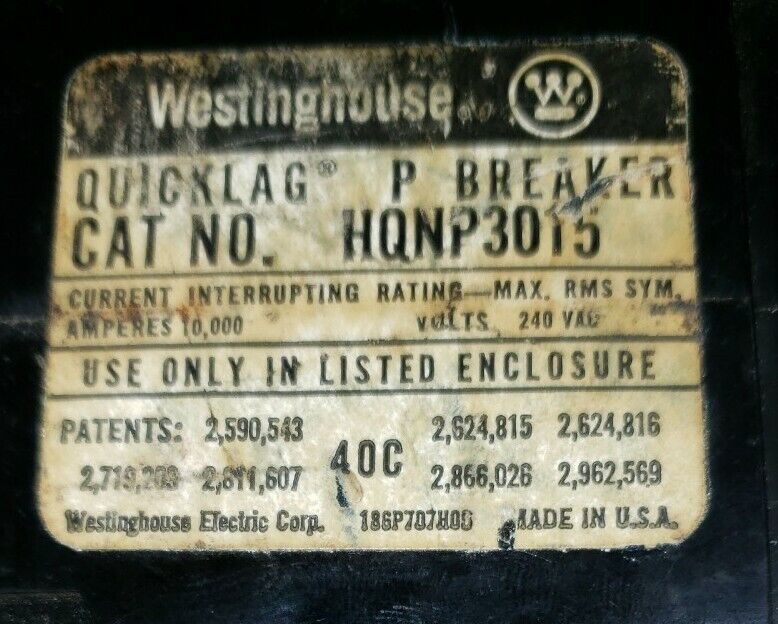 Westinghouse W
QUICKLAG® P BREAKER
CAT NO. HQNP3015
CURRENT INTERRUPTING RATING—MAX. RMS SYM.
AMPERES 10,000 VOLTS 240 VAC
USE ONLY IN LISTED ENCLOSURE
PATENTS: 2,590,543 2,624,815 2,624,816
40C
2,811,607 2,866,026 2,962,569
Westinghouse Electric Corp. MADE IN U.S.A.